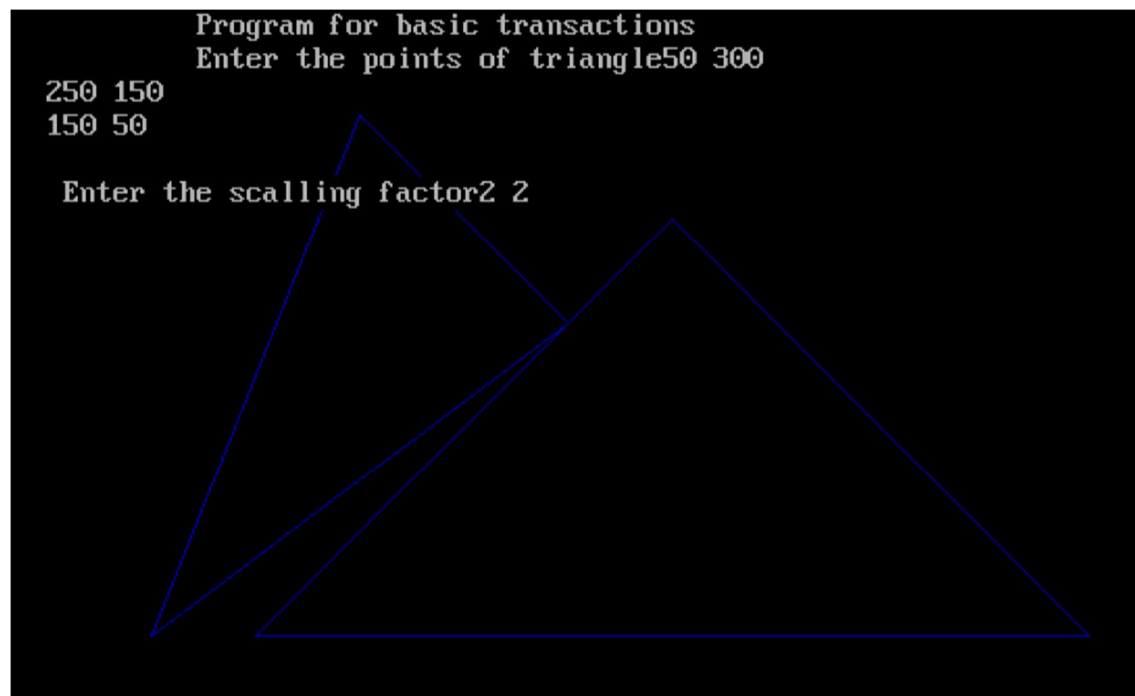 Program for basic transactions
Enter the points of triangle50 300
250 150
150 50
Enter the scalling factor2 2